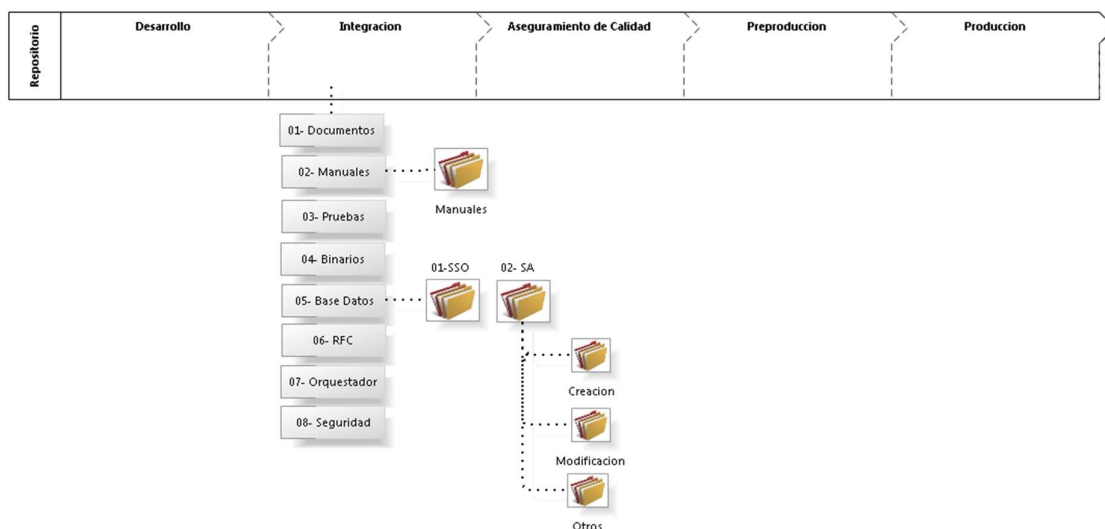 Repositorio
Desarrollo
Integracion
Aseguramiento de Calidad
Preproduccion
Produccion
01- Documentos
02- Manuales
Manuales
03- Pruebas
04- Binarios
01-SSO
02- SA
05- Base Datos
06- RFC
07- Orquestador
08- Seguridad
Creacion
Modificacion
Otros